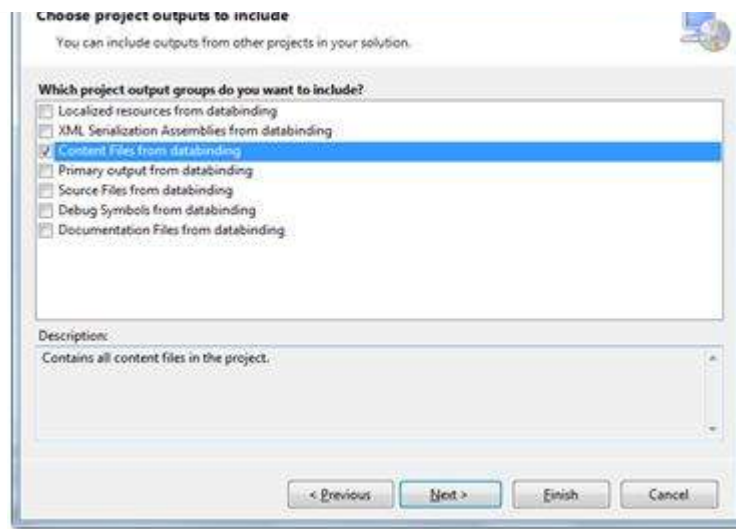 Choose project outputs to include
You can include outputs from other projects in your solution.
Which project output groups do you want to include?
Localized resources from databinding
XML Serialization Assemblies from databinding
Content Files from databinding
Primary output from databinding
Source Files from databinding
Debug Symbols from databinding
Documentation Files from databinding
Description:
Contains all content files in the project.
< Previous Next > Finish Cancel